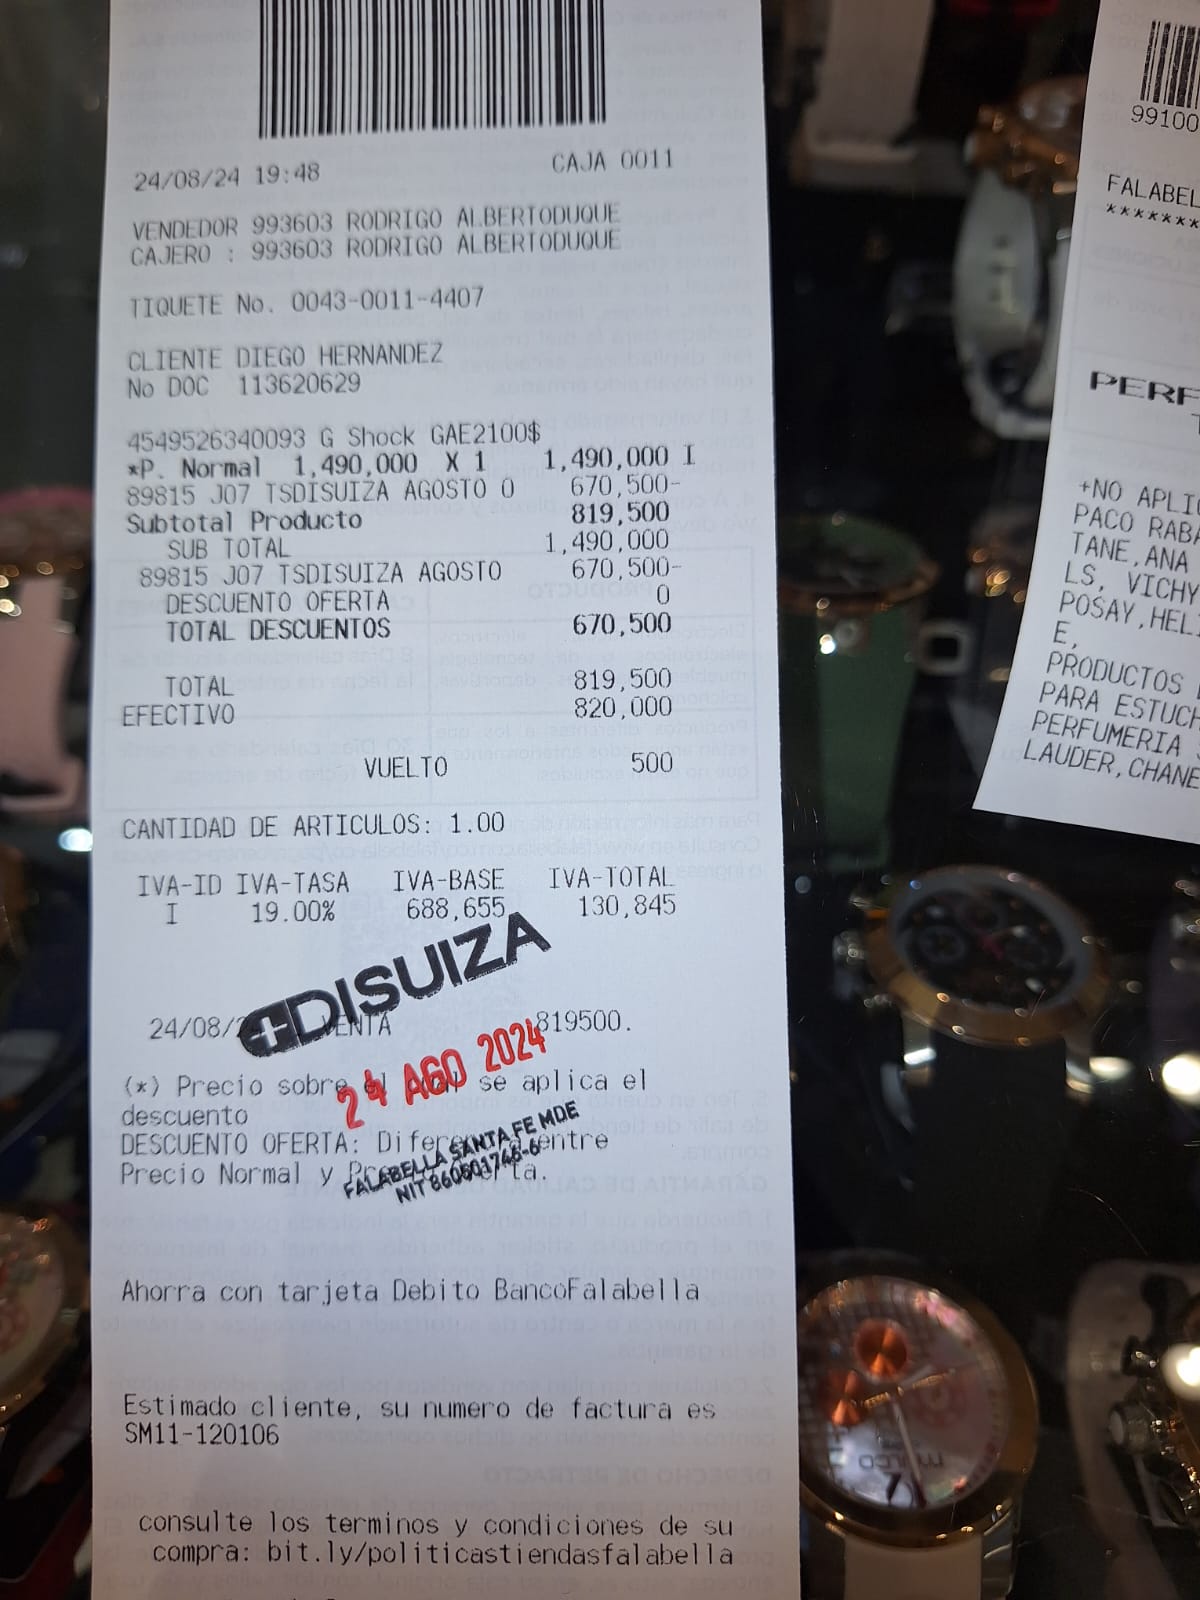 24/08/24 19:48 CAJA 0011
VENDEDOR 993603 RODRIGO ALBERTODUQUE
CAJERO : 993603 RODRIGO ALBERTODUQUE
TIQUETE No. 0043-0011-4407
CLIENTE DIEGO HERNANDEZ
No DOC 113620629
4549526340093 G Shock GAE2100$
*P. Normal 1,490,000 X 1 1,490,000 I
89815 J07 TSDISUIZA AGOSTO O 670,500-
Subtotal Producto 819,500
SUB TOTAL 1,490,000
89815 J07 TSDISUIZA AGOSTO 670,500-
DESCUENTO OFERTA 0
TOTAL DESCUENTOS 670,500
TOTAL 819,500
EFECTIVO 820,000
VUELTO 500
CANTIDAD DE ARTICULOS: 1.00
IVA-ID IVA-TASA IVA-BASE IVA-TOTAL
I 19.00% 688,655 130,845
DISUIZA
24/08/ VENTA 819500.
24 AGO 2024
(*) Precio sobre el se aplica el
descuento
DESCUENTO OFERTA: Diferencia entre
Precio Normal y
FALABELLA SANTA FE MDE
NIT 860501746-6
Ahorra con tarjeta Debito BancoFalabella
Estimado cliente, su numero de factura es
SM11-120106
consulte los terminos y condiciones de su
compra: bit.ly/politicastiendasfalabella
99100
FALABEL
*******
PERF
+NO APLIC
PACO RABA
TANE,ANA
LS, VICHY
POSAY,HEL
E,
PRODUCTOS
PARA ESTUCH
PERFUMERIA
LAUDER,CHANE